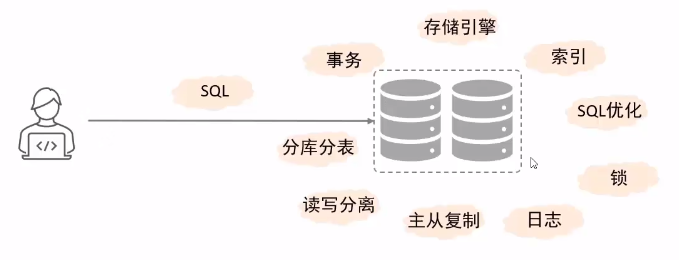 存储引擎
事务
索引
SQL
SQL优化
分库分表
锁
读写分离
主从复制
日志
</>